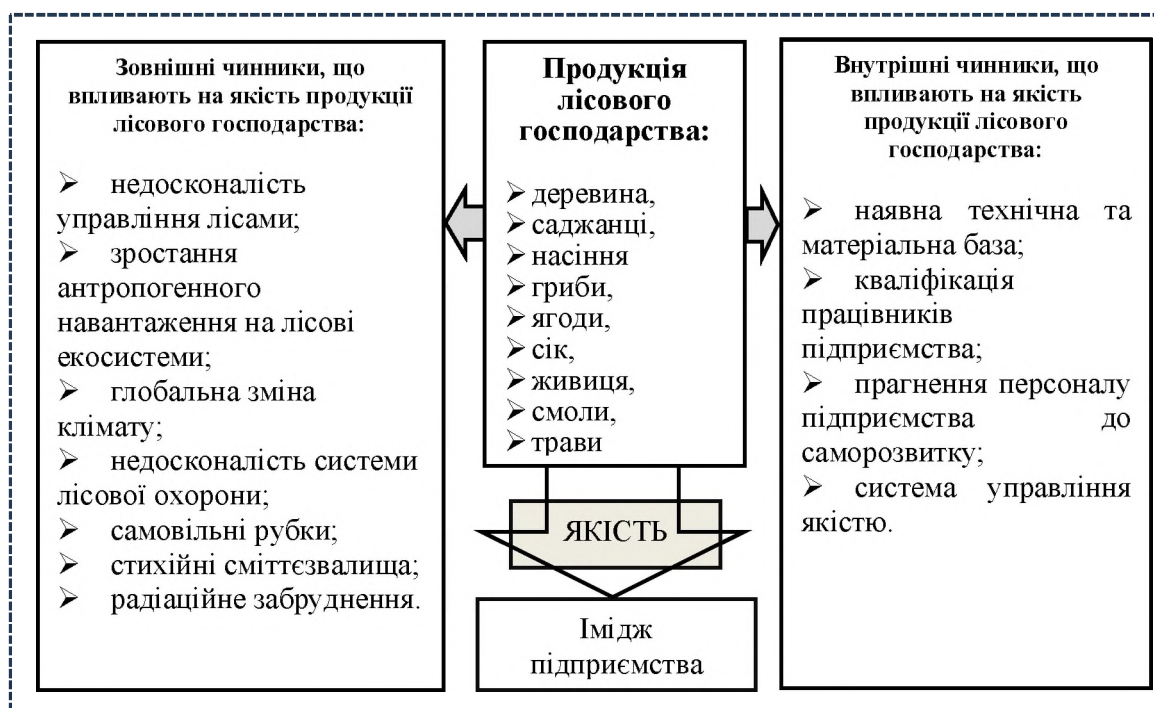 Зовнішні чинники, що
впливають на якість продукції
лісового господарства:
➢ недосконалість
управління лісами;
➢ зростання
антропогенного
навантаження на лісові
екосистеми;
➢ глобальна зміна
клімату;
➢ недосконалість системи
лісової охорони;
➢ самовільні рубки;
➢ стихійні сміттєзвалища;
➢ радіаційне забруднення.
Продукція
лісового
господарства:
➢ деревина,
➢ саджанці,
➢ насіння
➢ гриби,
➢ ягоди,
➢ сік,
➢ живиця,
➢ смоли,
➢ трави
ЯКІСТЬ
Імідж
підприємства
Внутрішні чинники, що
впливають на якість
продукції лісового
господарства:
➢ наявна технічна та
матеріальна база;
➢ кваліфікація
працівників
підприємства;
➢ прагнення персоналу
підприємства до
саморозвитку;
➢ система управління
якістю.